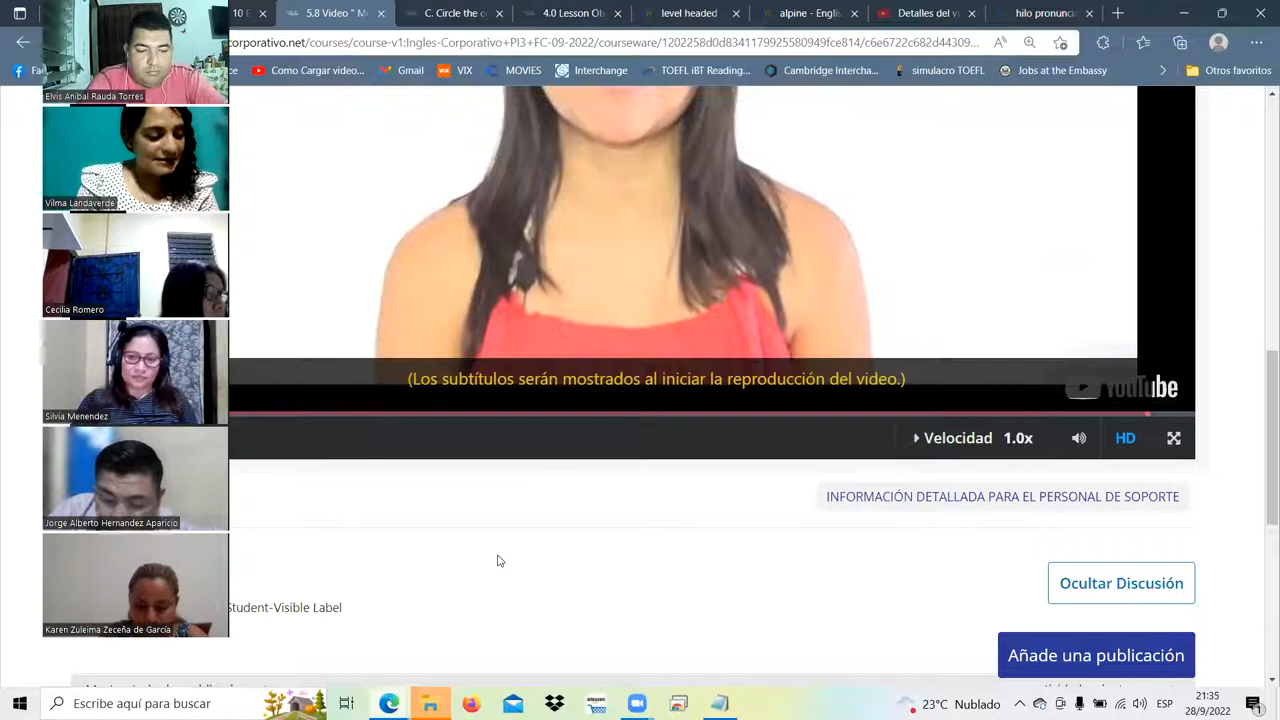 10 E
5.8 Video " M
C. Circle the c
4.0 Lesson Ob
level headed
alpine - Englis
Detalles del v
hilo pronunci
corporativo.net/courses/course-v1:Ingles-Corporativo+PI3+FC-09-2022/courseware/1202258d0d8341179925580949fce814/c6e6722c682d44309...
Fac
Como Cargar video...
Gmail
VIX
MOVIES
Interchange
TOEFL iBT Reading...
Cambridge Intercha...
Macro TOEFL
Jobs at the Boundary
Otros favoritos
Elvis Anibal Rauda Torres
Vilma Landaverde
Cecilia Romero
Silvia Menendez
Jorge Alberto Hernandez Aparicio
Karen Zuleima Zeceña de García
(Los subtítulos serán mostrados al iniciar la reproducción del video.)
YouTube
Velocidad 1.0x
HD
INFORMACIÓN DETALLADA PARA EL PERSONAL DE SOPORTE
Ocultar Discusión
Student-Visible Label
Añade una publicación
Escribe aquí para buscar
23°C Nublado
ESP
21:35
28/9/2022